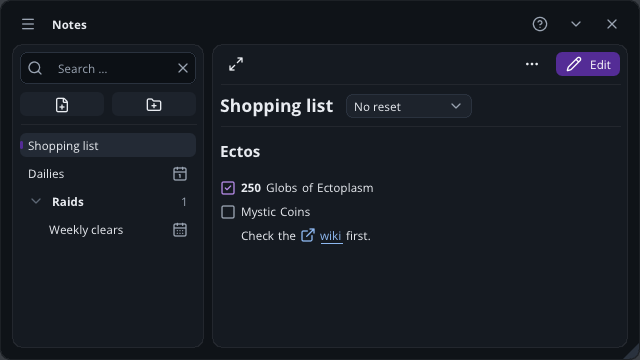 Notes
Search ...
Edit
Shopping list
No reset
Shopping list
Dailies
1
Raids
1
Weekly clears
Ectos
250 Globs of Ectoplasm
Mystic Coins
Check the wiki first.